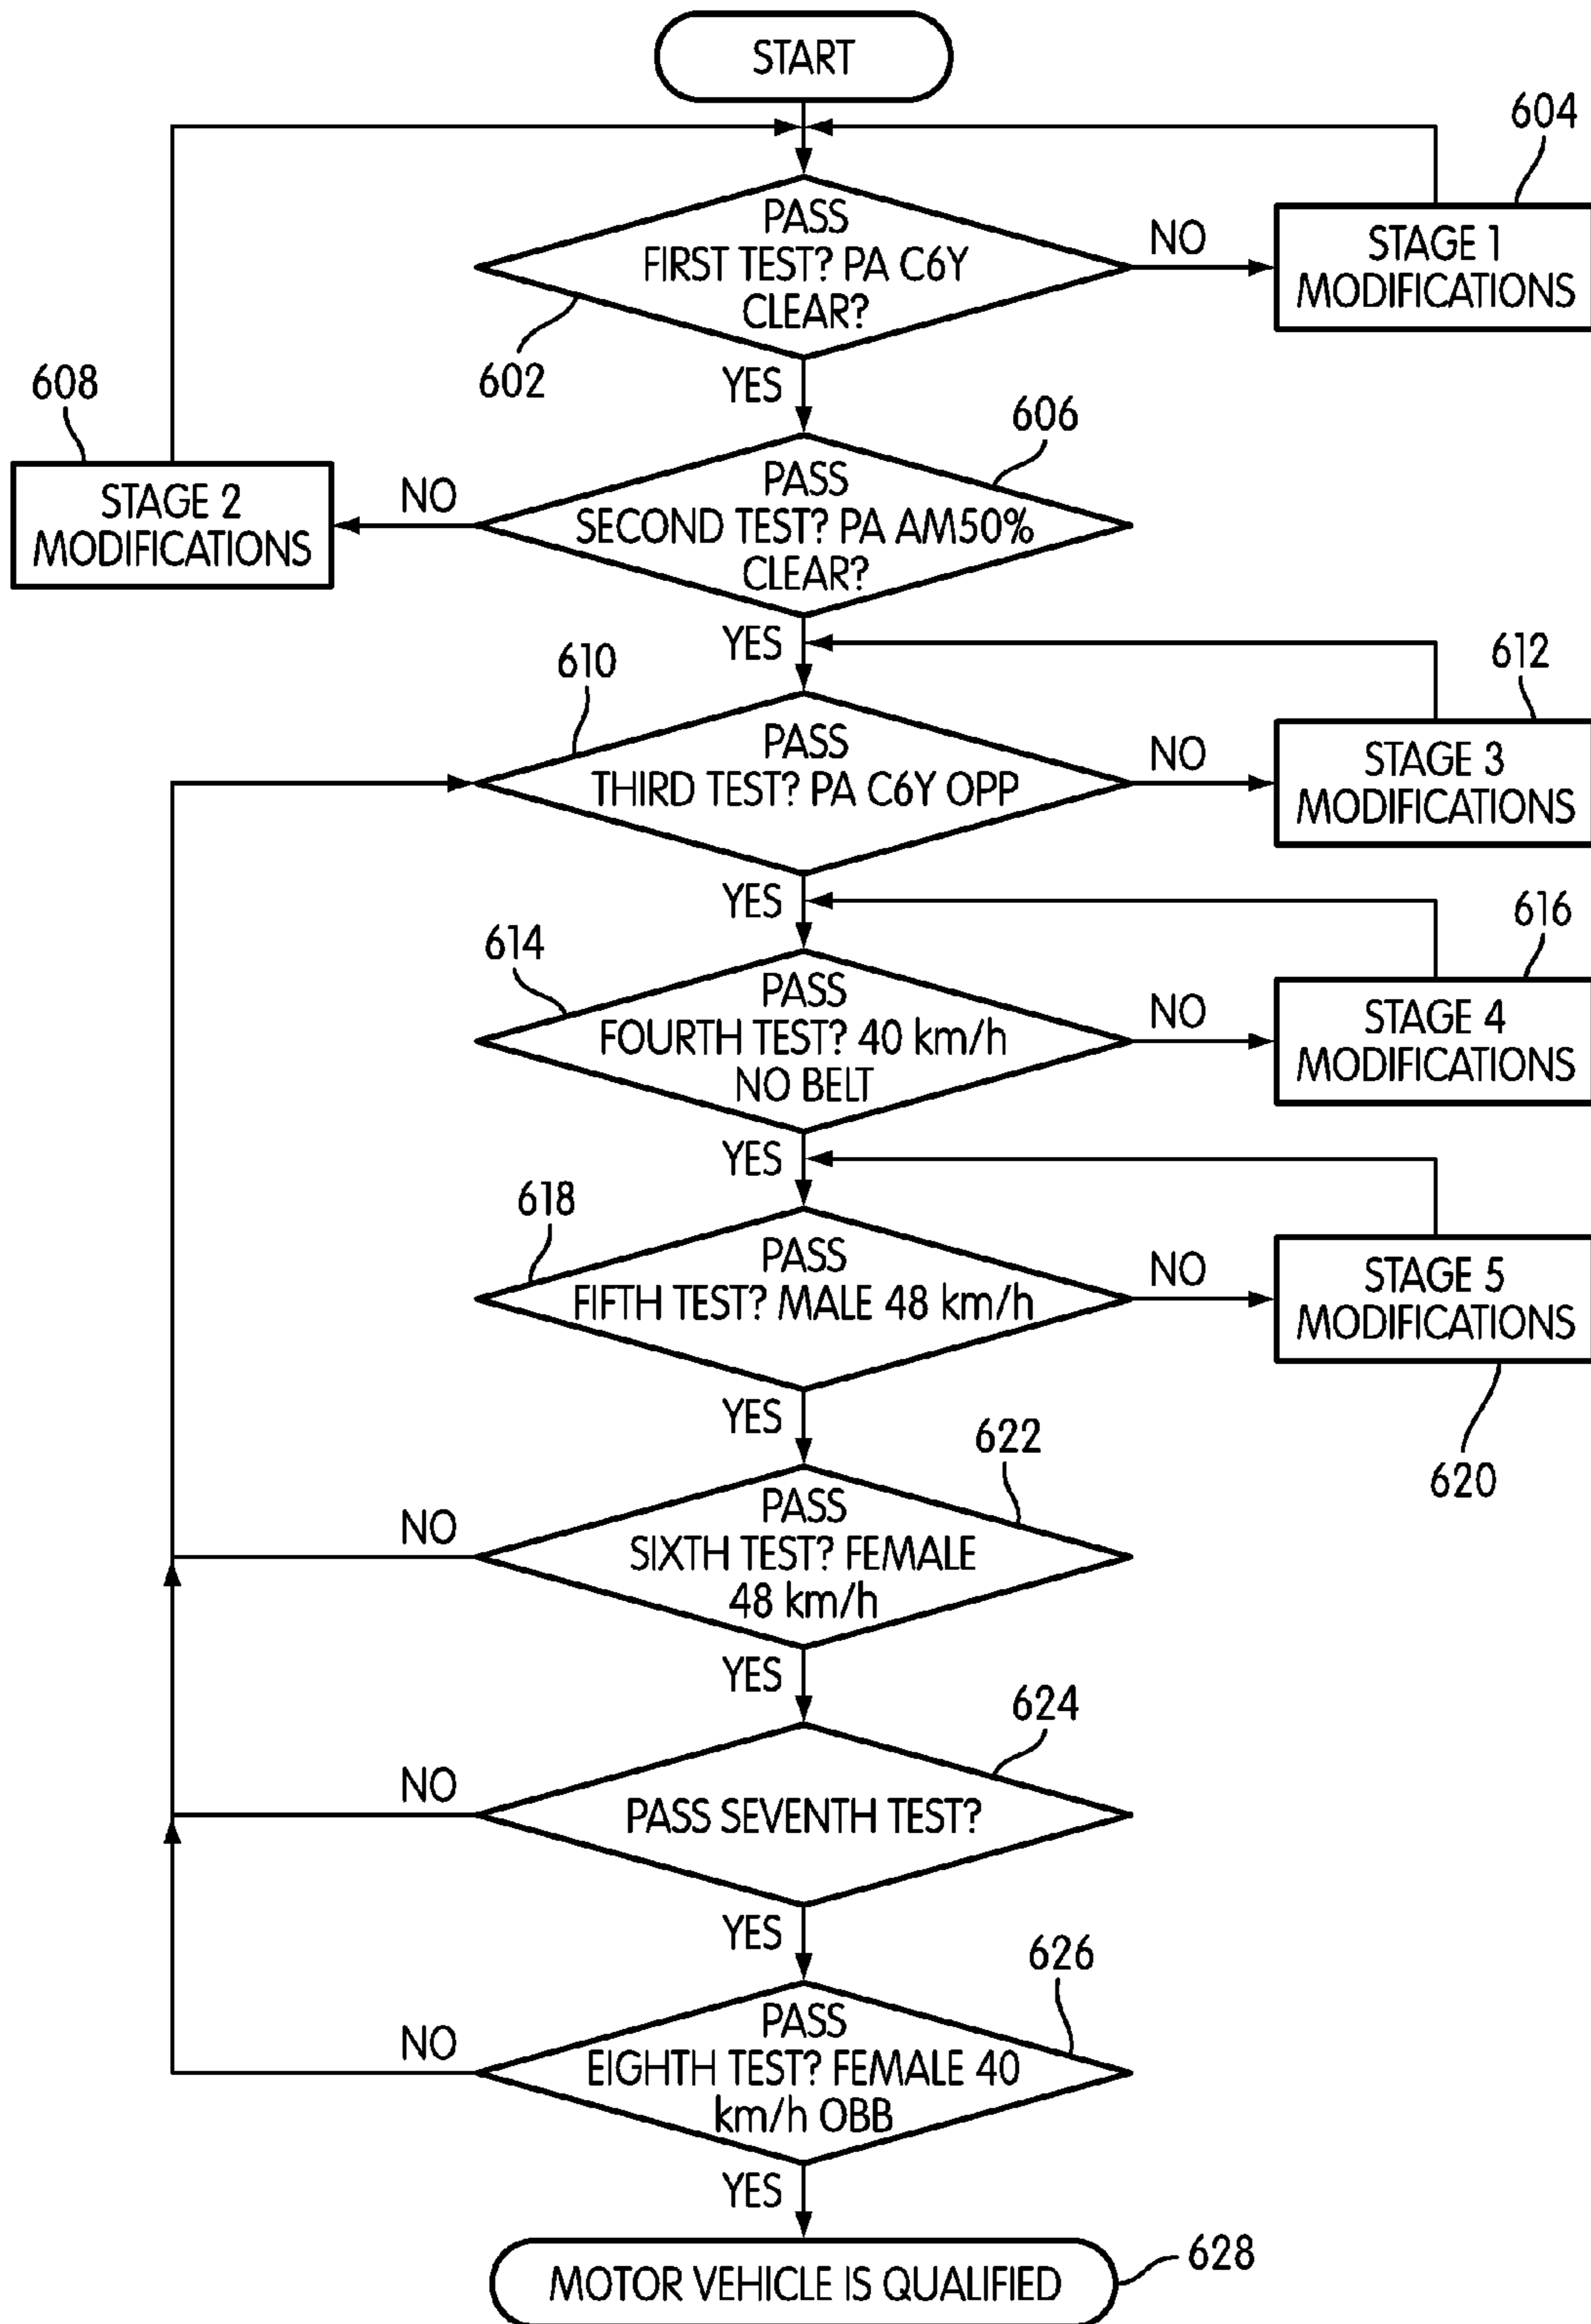 START
604
PASS
FIRST TEST? PA C6Y
CLEAR?
NO
STAGE 1
MODIFICATIONS
602
YES
608
606
STAGE 2
MODIFICATIONS
NO
PASS
SECOND TEST? PA AM50%
CLEAR?
YES
610
612
PASS
THIRD TEST? PA C6Y OPP
NO
STAGE 3
MODIFICATIONS
YES
614
616
PASS
FOURTH TEST? 40 km/h
NO BELT
NO
STAGE 4
MODIFICATIONS
YES
618
PASS
FIFTH TEST? MALE 48 km/h
NO
STAGE 5
MODIFICATIONS
620
YES
622
NO
PASS
SIXTH TEST? FEMALE
48 km/h
YES
624
NO
PASS SEVENTH TEST?
YES
626
NO
PASS
EIGHTH TEST? FEMALE 40
km/h OBB
YES
MOTOR VEHICLE IS QUALIFIED
628